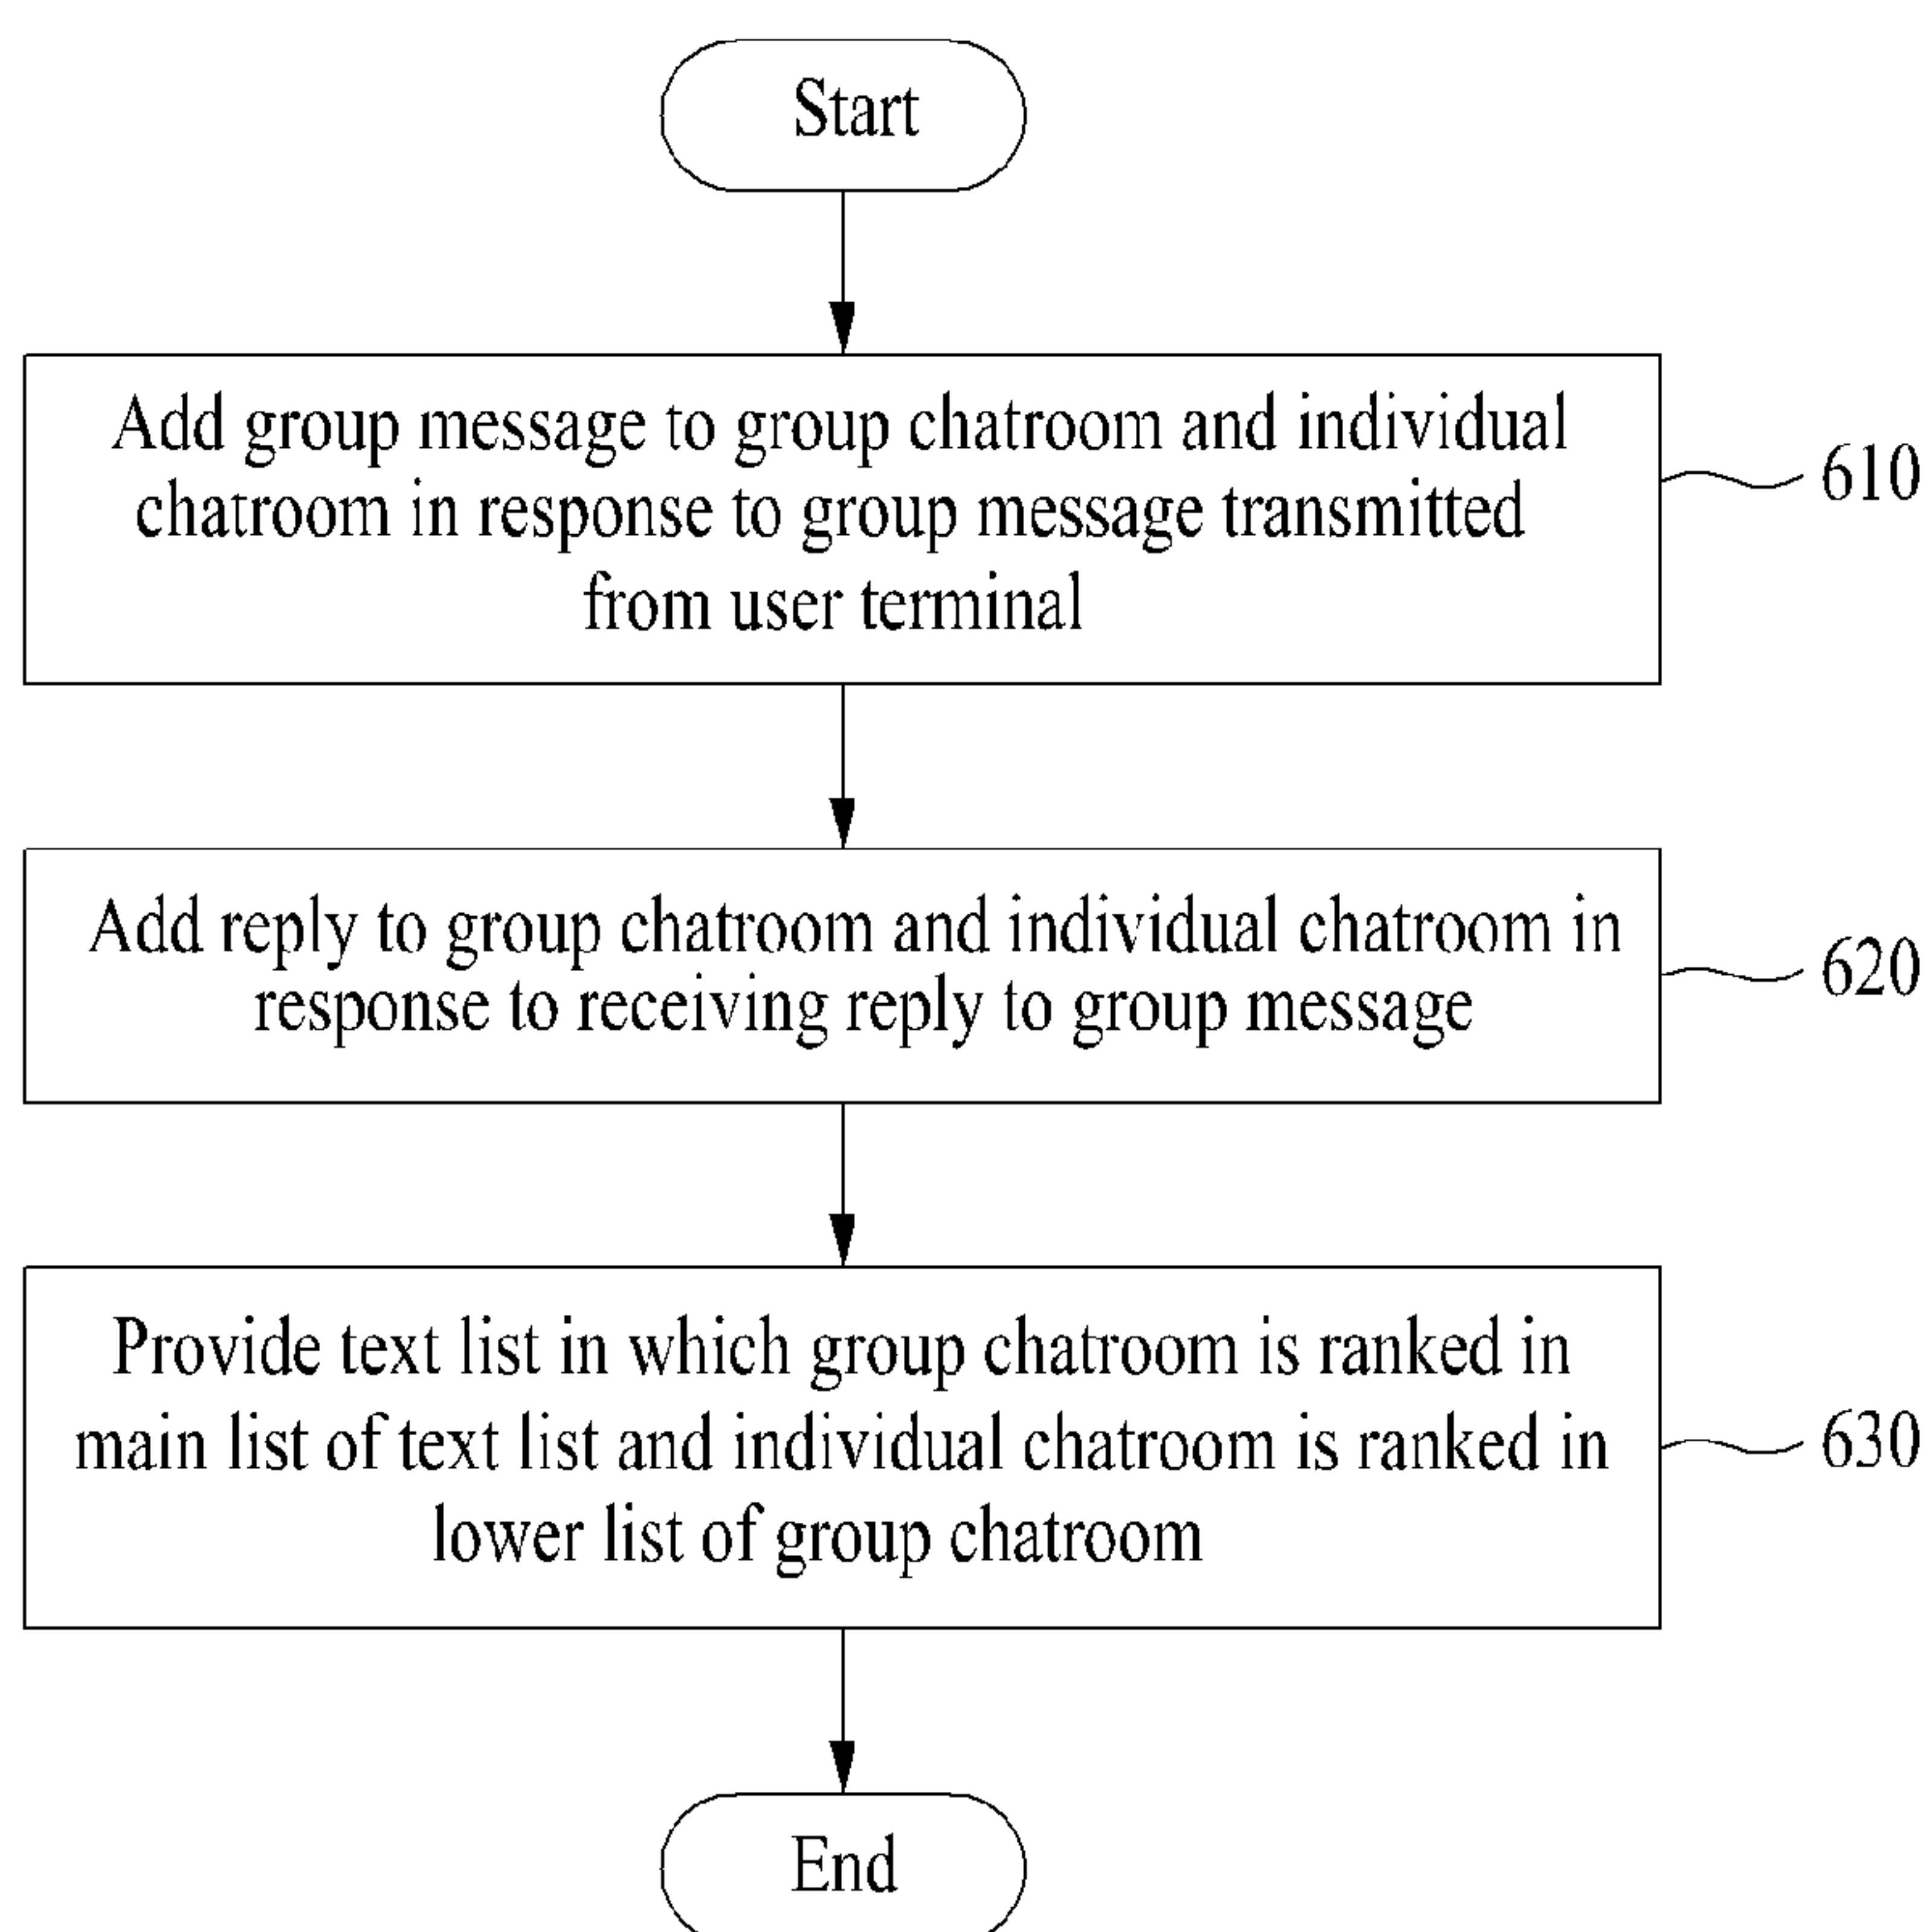 Start
Add group message to group chatroom and individual
chatroom in response to group message transmitted
from user terminal
610
Add reply to group chatroom and individual chatroom in
response to receiving reply to group message
620
Provide text list in which group chatroom is ranked in
main list of text list and individual chatroom is ranked in
lower list of group chatroom
630
End